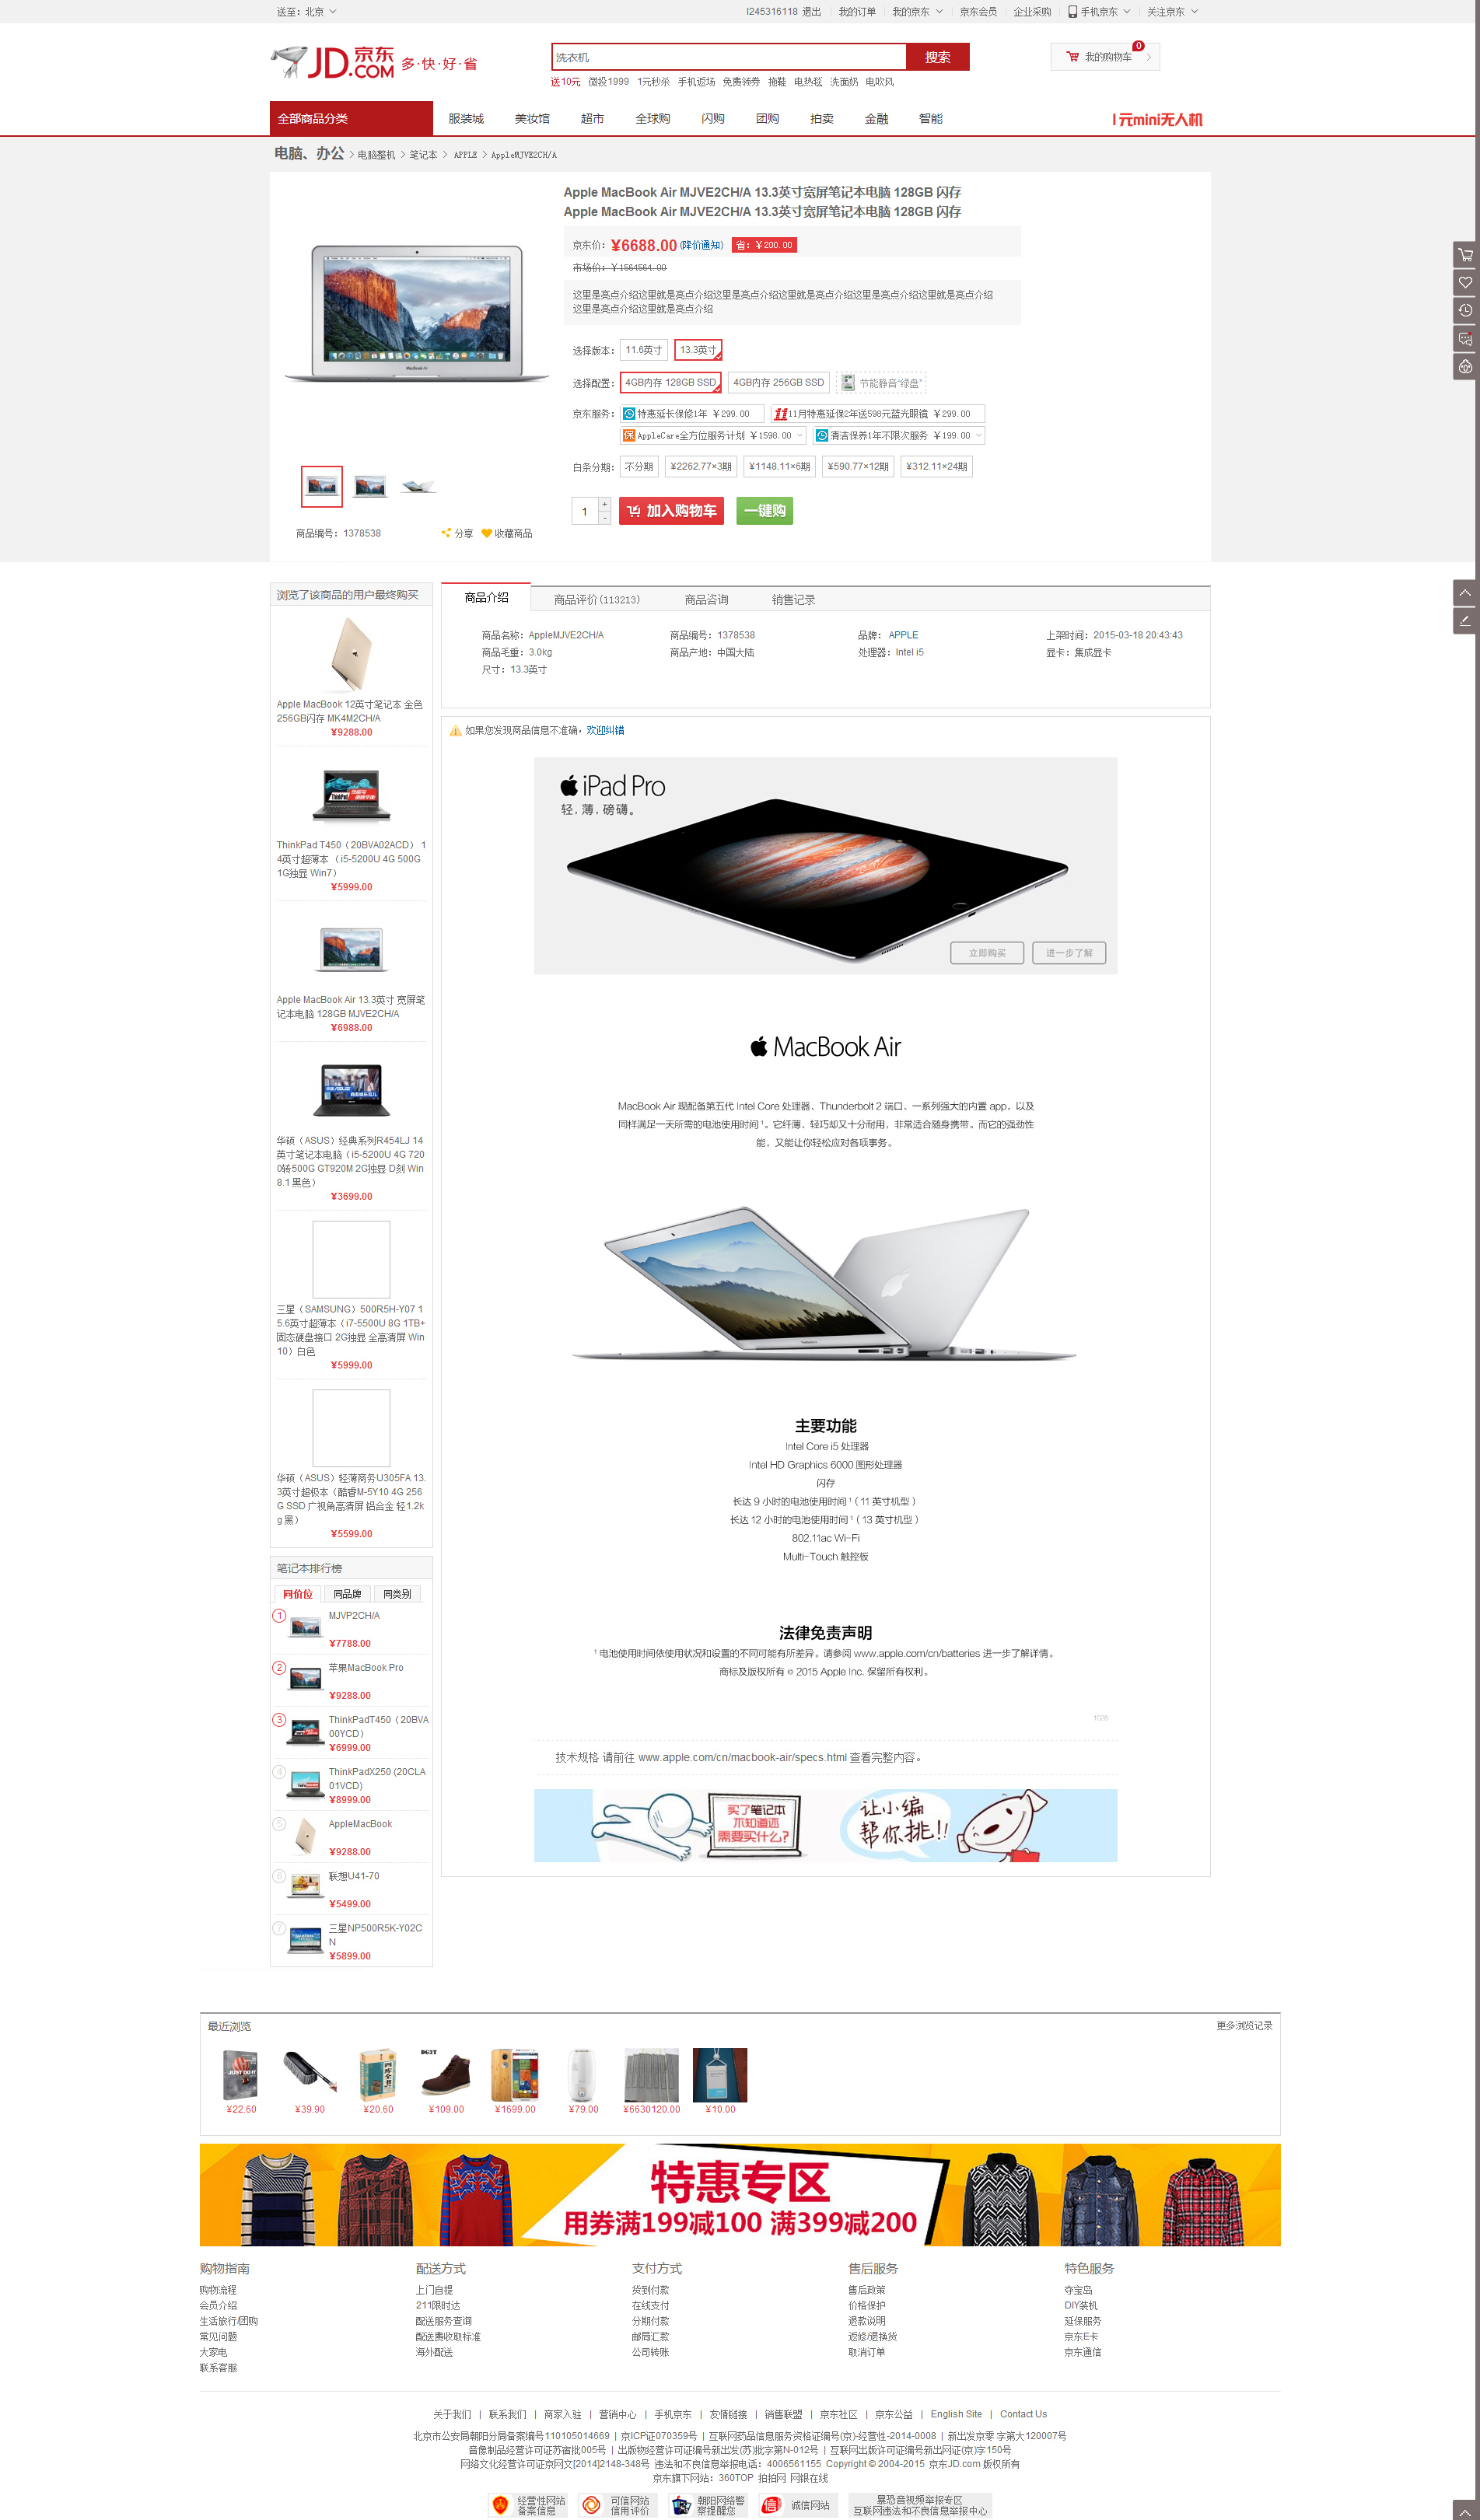 送至：北京
l245316118 退出 我的订单 我的京东 京东会员 企业采购 手机京东 关注京东
JD.COM 京东 多·快·好·省
洗衣机 搜索
我的购物车 0
送10元 微投1999 1元秒杀 手机返场 免费领券 拖鞋 电热毯 洗面奶 电吹风
全部商品分类 服装城 美妆馆 超市 全球购 闪购 团购 拍卖 金融 智能 1元mini无人机
电脑、办公 > 电脑整机 > 笔记本 > APPLE > AppleMJVE2CH/A
Apple MacBook Air MJVE2CH/A 13.3英寸宽屏笔记本电脑 128GB 闪存
Apple MacBook Air MJVE2CH/A 13.3英寸宽屏笔记本电脑 128GB 闪存
京东价：¥6688.00 (降价通知) 省：¥200.00
市场价：¥1564564.00
这里是亮点介绍这里就是亮点介绍这里是亮点介绍这里就是亮点介绍这里是亮点介绍这里就是亮点介绍
这里是亮点介绍这里就是亮点介绍
选择版本： 11.6英寸 13.3英寸
选择配置： 4GB内存 128GB SSD 4GB内存 256GB SSD 节能静音“绿盘”
京东服务： 特惠延长保修1年 ¥299.00 11月特惠延保2年送598元蓝光眼镜 ¥299.00
保 AppleCare全方位服务计划 ¥1598.00 清洁保养1年不限次服务 ¥199.00
白条分期： 不分期 ¥2262.77×3期 ¥1148.11×6期 ¥590.77×12期 ¥312.11×24期
1 + - 加入购物车 一键购
商品编号：1378538 分享 收藏商品
浏览了该商品的用户最终购买
Apple MacBook 12英寸笔记本 金色
256GB闪存 MK4M2CH/A
¥9288.00
ThinkPad T450（20BVA02ACD） 1
4英寸超薄本 （i5-5200U 4G 500G
1G独显 Win7）
¥5999.00
Apple MacBook Air 13.3英寸 宽屏笔
记本电脑 128GB MJVE2CH/A
¥6988.00
华硕（ASUS）经典系列R454LJ 14
英寸笔记本电脑（i5-5200U 4G 720
0转500G GT920M 2G独显 D刻 Win
8.1 黑色）
¥3699.00
三星（SAMSUNG）500R5H-Y07 1
5.6英寸超薄本（i7-5500U 8G 1TB+
固态硬盘接口 2G独显 全高清屏 Win
10）白色
¥5999.00
华硕（ASUS）轻薄商务U305FA 13.
3英寸超极本（酷睿M-5Y10 4G 256
G SSD 广视角高清屏 铝合金 轻1.2k
g 黑）
¥5599.00
笔记本排行榜
同价位 同品牌 同类别
1 MJVP2CH/A
¥7788.00
2 苹果MacBook Pro
¥9288.00
3 ThinkPadT450（20BVA
00YCD）
¥6999.00
4 ThinkPadX250 (20CLA
01VCD)
¥8999.00
5 AppleMacBook
¥9288.00
6 联想U41-70
¥5499.00
7 三星NP500R5K-Y02C
N
¥5899.00
商品介绍 商品评价(113213) 商品咨询 销售记录
商品名称：AppleMJVE2CH/A 商品编号：1378538 品牌： APPLE 上架时间：2015-03-18 20:43:43
商品毛重：3.0kg 商品产地：中国大陆 处理器：Intel i5 显卡：集成显卡
尺寸：13.3英寸
如果您发现商品信息不准确，欢迎纠错
iPad Pro
轻，薄，磅礴。
立即购买 进一步了解
MacBook Air
MacBook Air 现配备第五代 Intel Core 处理器、Thunderbolt 2 端口、一系列强大的内置 app，以及
同样满足一天所需的电池使用时间¹。它纤薄、轻巧却又十分耐用，非常适合随身携带。而它的强劲性
能，又能让你轻松应对各项事务。
主要功能
Intel Core i5 处理器
Intel HD Graphics 6000 图形处理器
闪存
长达 9 小时的电池使用时间¹（11 英寸机型）
长达 12 小时的电池使用时间¹（13 英寸机型）
802.11ac Wi-Fi
Multi-Touch 触控板
法律免责声明
¹ 电池使用时间依使用状况和设置的不同可能有所差异。请参阅 www.apple.com/cn/batteries 进一步了解详情。
商标及版权所有 © 2015 Apple Inc. 保留所有权利。
1026
技术规格 请前往 www.apple.com/cn/macbook-air/specs.html 查看完整内容。
买了笔记本
不知道还
需要买什么?
让小编
帮你挑!!
最近浏览 更多浏览记录
¥22.60 ¥39.90 ¥20.60 ¥109.00 ¥1699.00 ¥79.00 ¥6630120.00 ¥10.00
特惠专区
用券满199减100 满399减200
购物指南 配送方式 支付方式 售后服务 特色服务
购物流程 上门自提 货到付款 售后政策 夺宝岛
会员介绍 211限时达 在线支付 价格保护 DIY装机
生活旅行/团购 配送服务查询 分期付款 退款说明 延保服务
常见问题 配送费收取标准 邮局汇款 返修/退换货 京东E卡
大家电 海外配送 公司转账 取消订单 京东通信
联系客服
关于我们 | 联系我们 | 商家入驻 | 营销中心 | 手机京东 | 友情链接 | 销售联盟 | 京东社区 | 京东公益 | English Site | Contact Us
北京市公安局朝阳分局备案编号110105014669 | 京ICP证070359号 | 互联网药品信息服务资格证编号(京)-经营性-2014-0008 | 新出发京零 字第大120007号
音像制品经营许可证苏宿批005号 | 出版物经营许可证编号新出发(苏)批字第N-012号 | 互联网出版许可证编号新出网证(京)字150号
网络文化经营许可证京网文[2014]2148-348号 违法和不良信息举报电话：4006561155 Copyright © 2004-2015 京东JD.com 版权所有
京东旗下网站：360TOP 拍拍网 网银在线
经营性网站
备案信息
可信网站
信用评价
朝阳网络警
察提醒您
诚信网站
暴恐音视频举报专区
互联网违法和不良信息举报中心